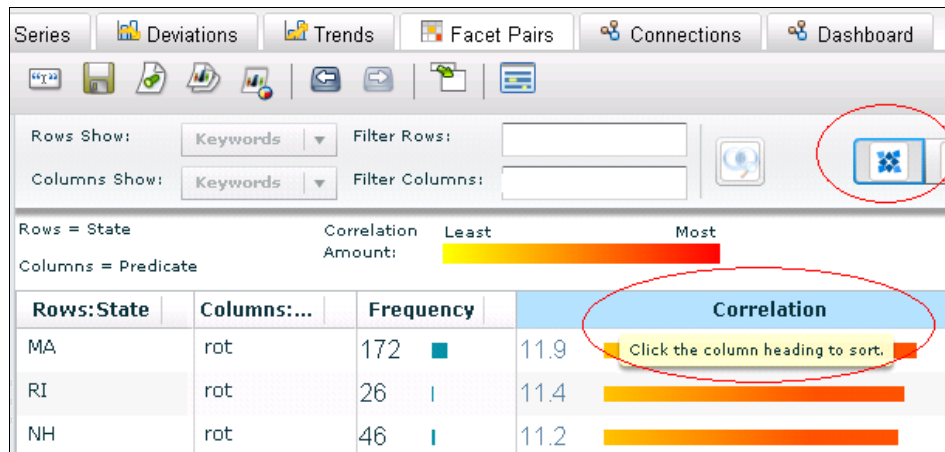 Series Deviations Trends Facet Pairs Connections Dashboard
Rows Show: Keywords Filter Rows:
Columns Show: Keywords Filter Columns:
Rows = State Correlation Least Most
Amount:
Columns = Predicate
Rows:State Columns:... Frequency Correlation
MA rot 172 11.9 Click the column heading to sort.
RI rot 26 11.4
NH rot 46 11.2